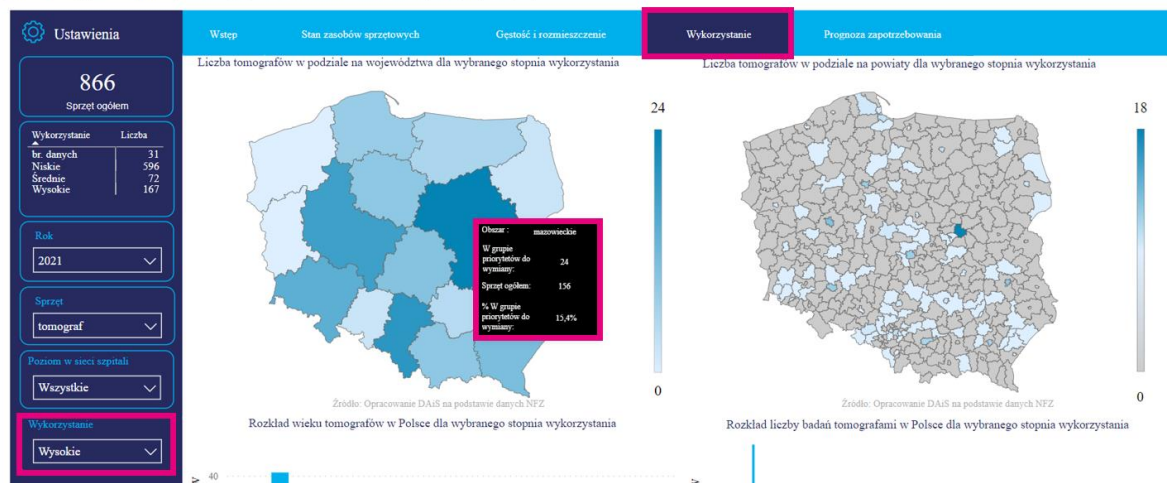 Ustawienia
Wstęp
Stan zasobów sprzętowych
Gęstość i rozmieszczenie
Wykorzystanie
Prognoza zapotrzebowania
866
Sprzęt ogółem
Wykorzystanie Liczba
br. danych 31
Niskie 596
Średnie 72
Wysokie 167
Rok
2021
Sprzęt
tomograf
Poziom w sieci szpitali
Wszystkie
Wykorzystanie
Wysokie
Liczba tomografów w podziale na województwa dla wybranego stopnia wykorzystania
24
0
Obszar : mazowieckie
W grupie
priorytetów do
wymiany: 24
Sprzęt ogółem: 156
% W grupie
priorytetów do
wymiany: 15,4%
Źródło: Opracowanie DAiS na podstawie danych NFZ
Liczba tomografów w podziale na powiaty dla wybranego stopnia wykorzystania
18
0
Źródło: Opracowanie DAiS na podstawie danych NFZ
Rozkład wieku tomografów w Polsce dla wybranego stopnia wykorzystania
40
Rozkład liczby badań tomografami w Polsce dla wybranego stopnia wykorzystania